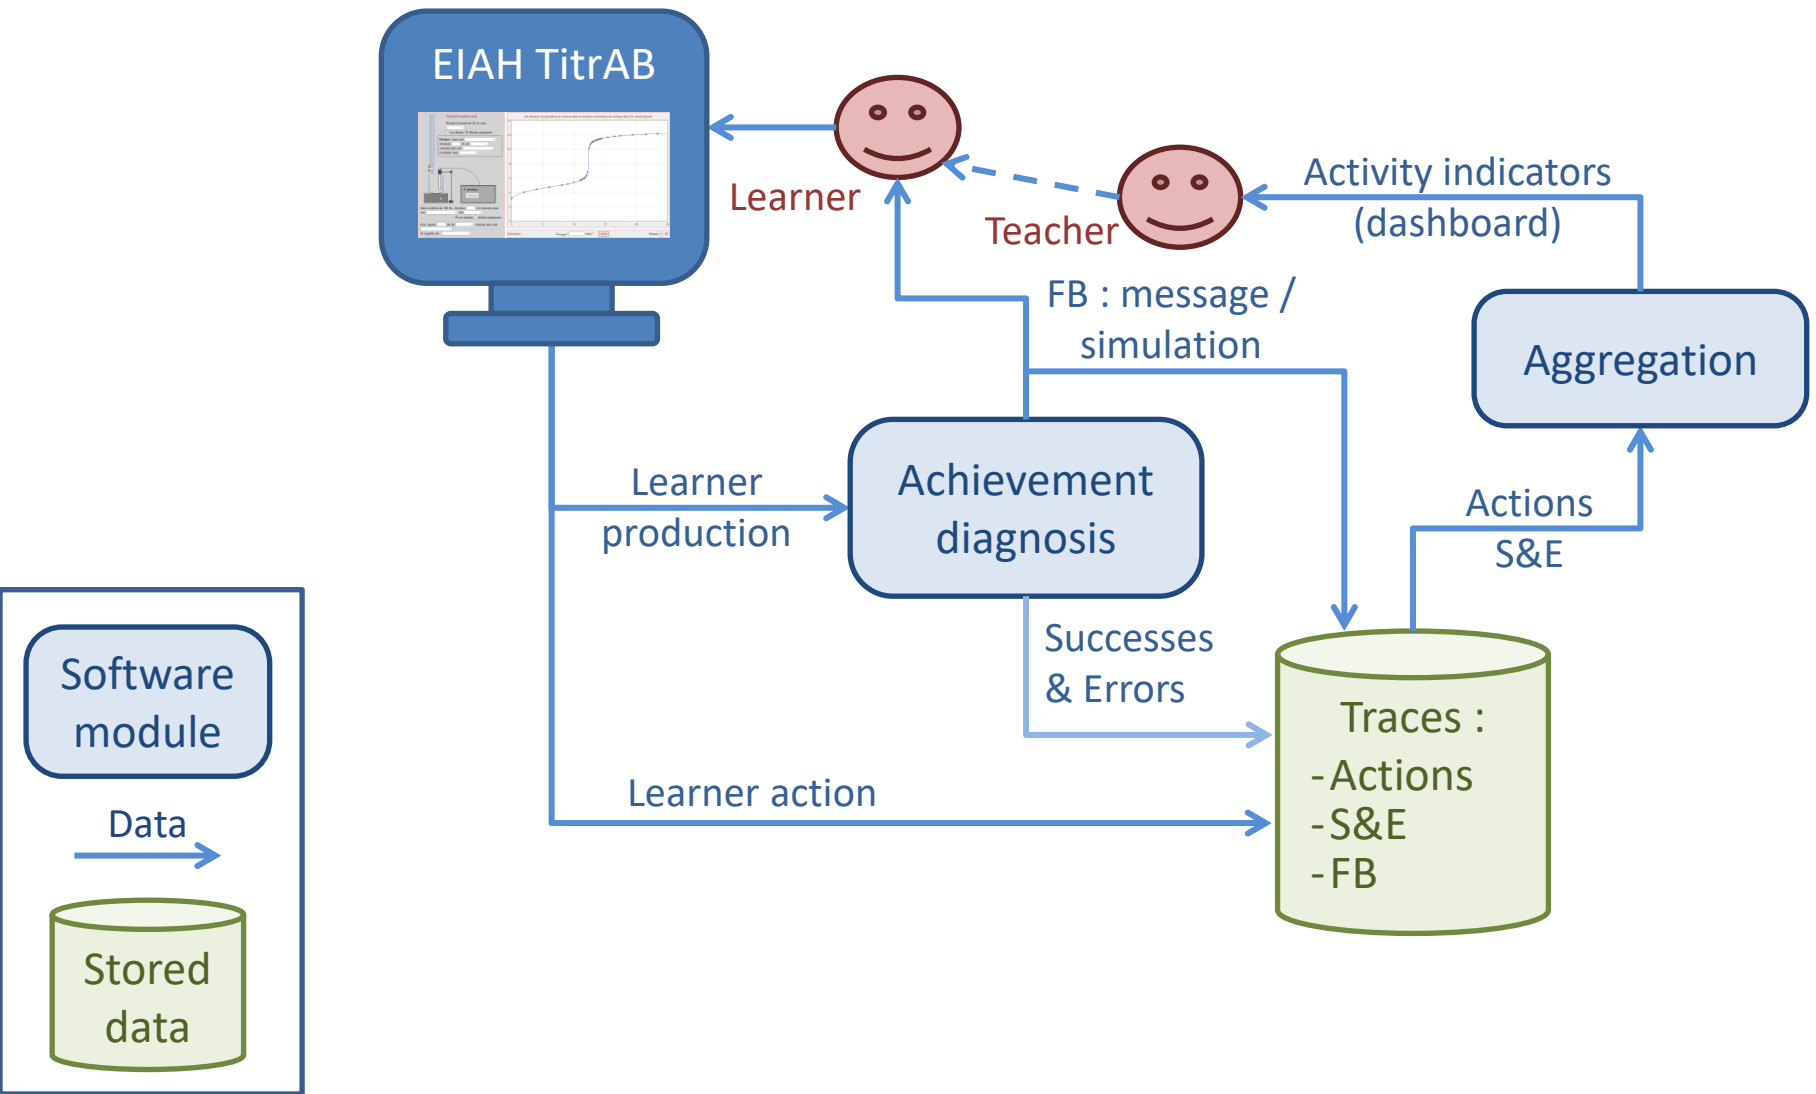 EIAH TitrAB
Learner
Teacher
Activity indicators
(dashboard)
FB : message /
simulation
Aggregation
Learner
production
Achievement
diagnosis
Actions
S&E
Successes
& Errors
Learner action
Traces :
-Actions
-S&E
-FB
Software
module
Data
Stored
data